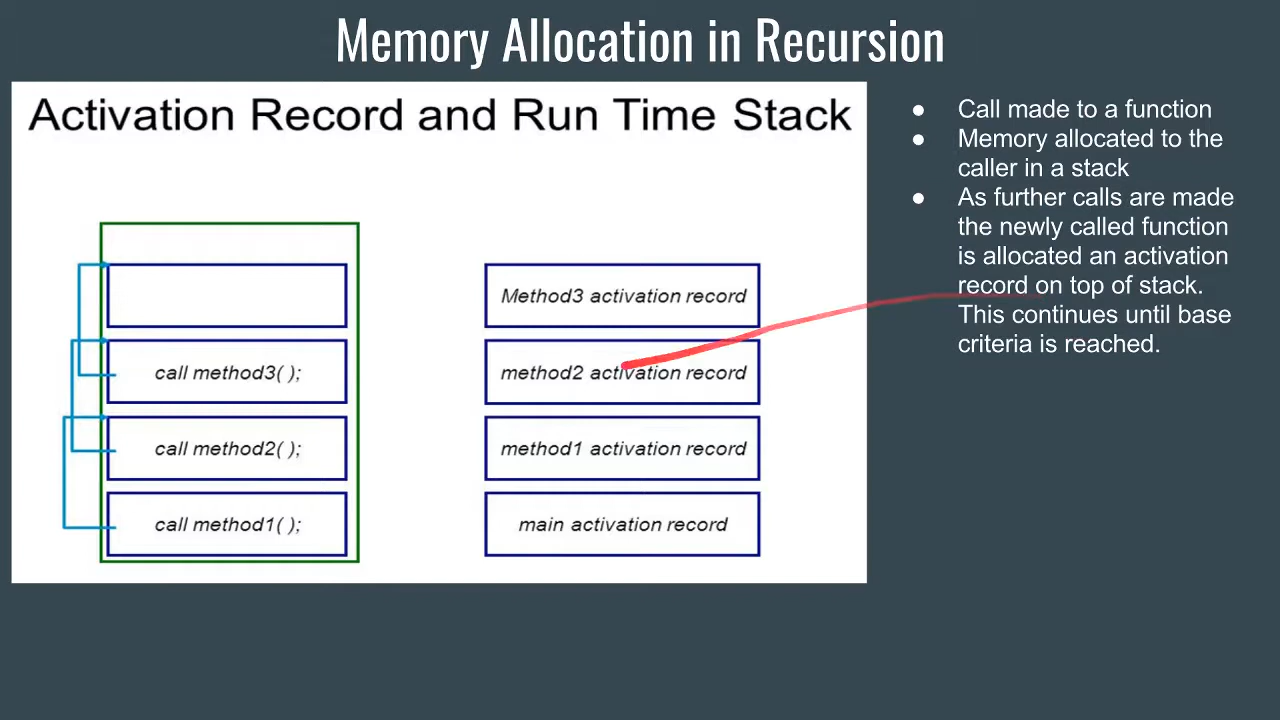 Memory Allocation in Recursion
Activation Record and Run Time Stack
call method3( );
call method2( );
call method1( );
Method3 activation record
method2 activation record
method1 activation record
main activation record
● Call made to a function
● Memory allocated to the
caller in a stack
● As further calls are made
the newly called function
is allocated an activation
record on top of stack.
This continues until base
criteria is reached.